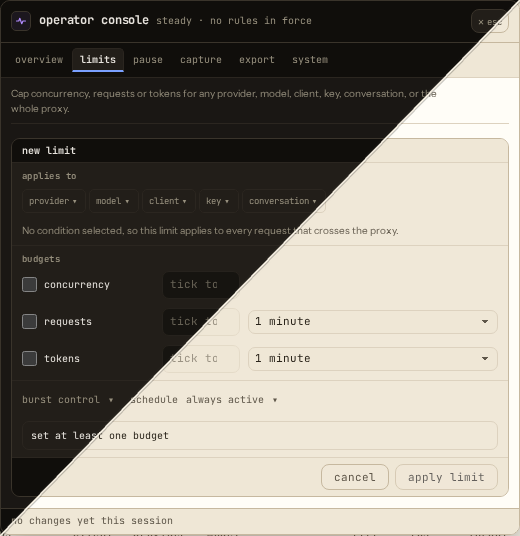 operator console steady · no rules in force × esc
overview limits pause capture export system
Cap concurrency, requests or tokens for any provider, model, client, key, conversation, or the
whole proxy.
new limit
applies to
provider ▾ model ▾ client ▾ key ▾ conversation ▾
No condition selected, so this limit applies to every request that crosses the proxy.
budgets
concurrency tick to
requests tick to 1 minute
tokens tick to 1 minute
burst control ▾ schedule always active ▾
set at least one budget
cancel apply limit
no changes yet this session